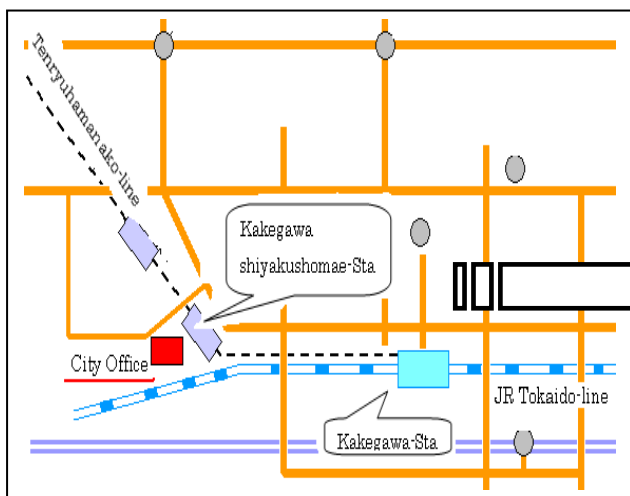 Tenryuhamanako-line
Kakegawa
shiyakushomae-Sta
City Office
JR Tokaido-line
Kakegawa-Sta